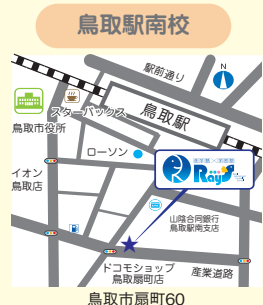 鳥取駅南校
駅前通り
N
スターバックス
鳥取市役所
鳥取駅
ローソン
RayS
イオン
鳥取店
山陰合同銀行
鳥取駅南支店
ドコモショップ
鳥取扇町店
産業道路
鳥取市扇町60